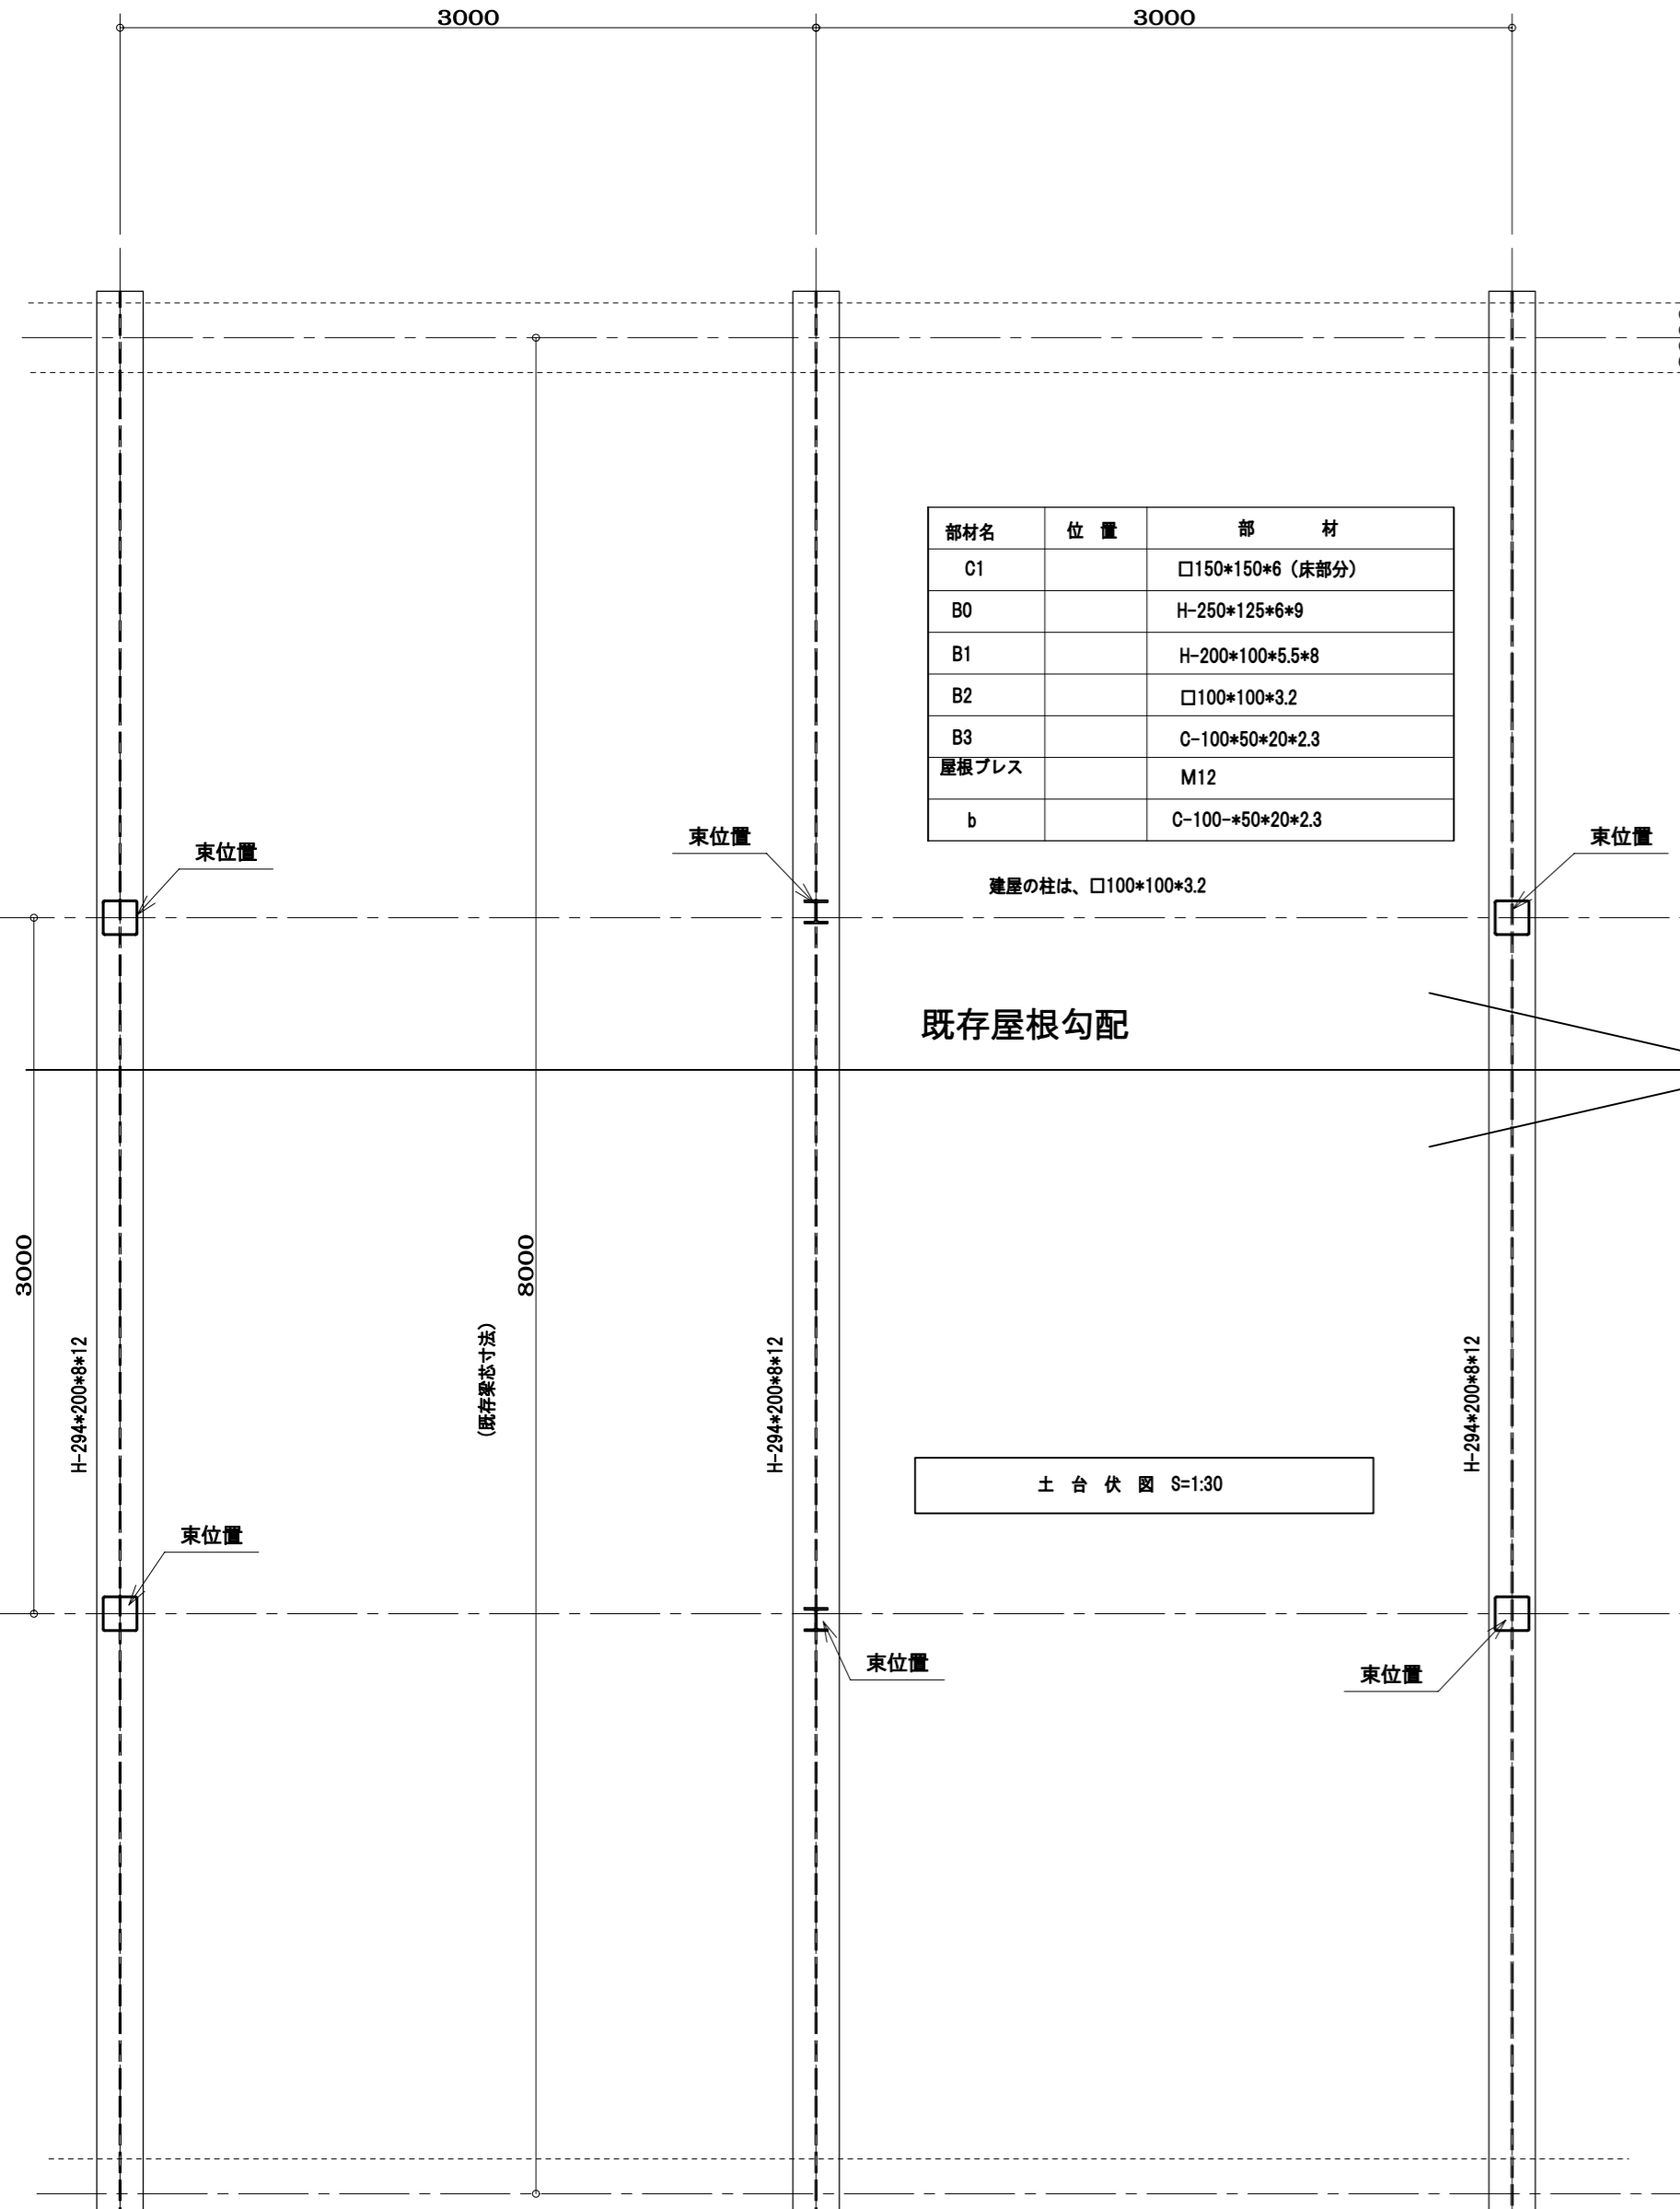 3000
3000
部材名 位 置 部 材
C1 □150*150*6（床部分）
B0 H-250*125*6*9
B1 H-200*100*5.5*8
B2 □100*100*3.2
B3 C-100*50*20*2.3
屋根ブレス M12
b C-100-*50*20*2.3
束位置
束位置
束位置
建屋の柱は、□100*100*3.2
既存屋根勾配
3000
8000
（既存梁芯寸法）
H-294*200*8*12
H-294*200*8*12
H-294*200*8*12
土 台 伏 図 S=1:30
束位置
束位置
束位置